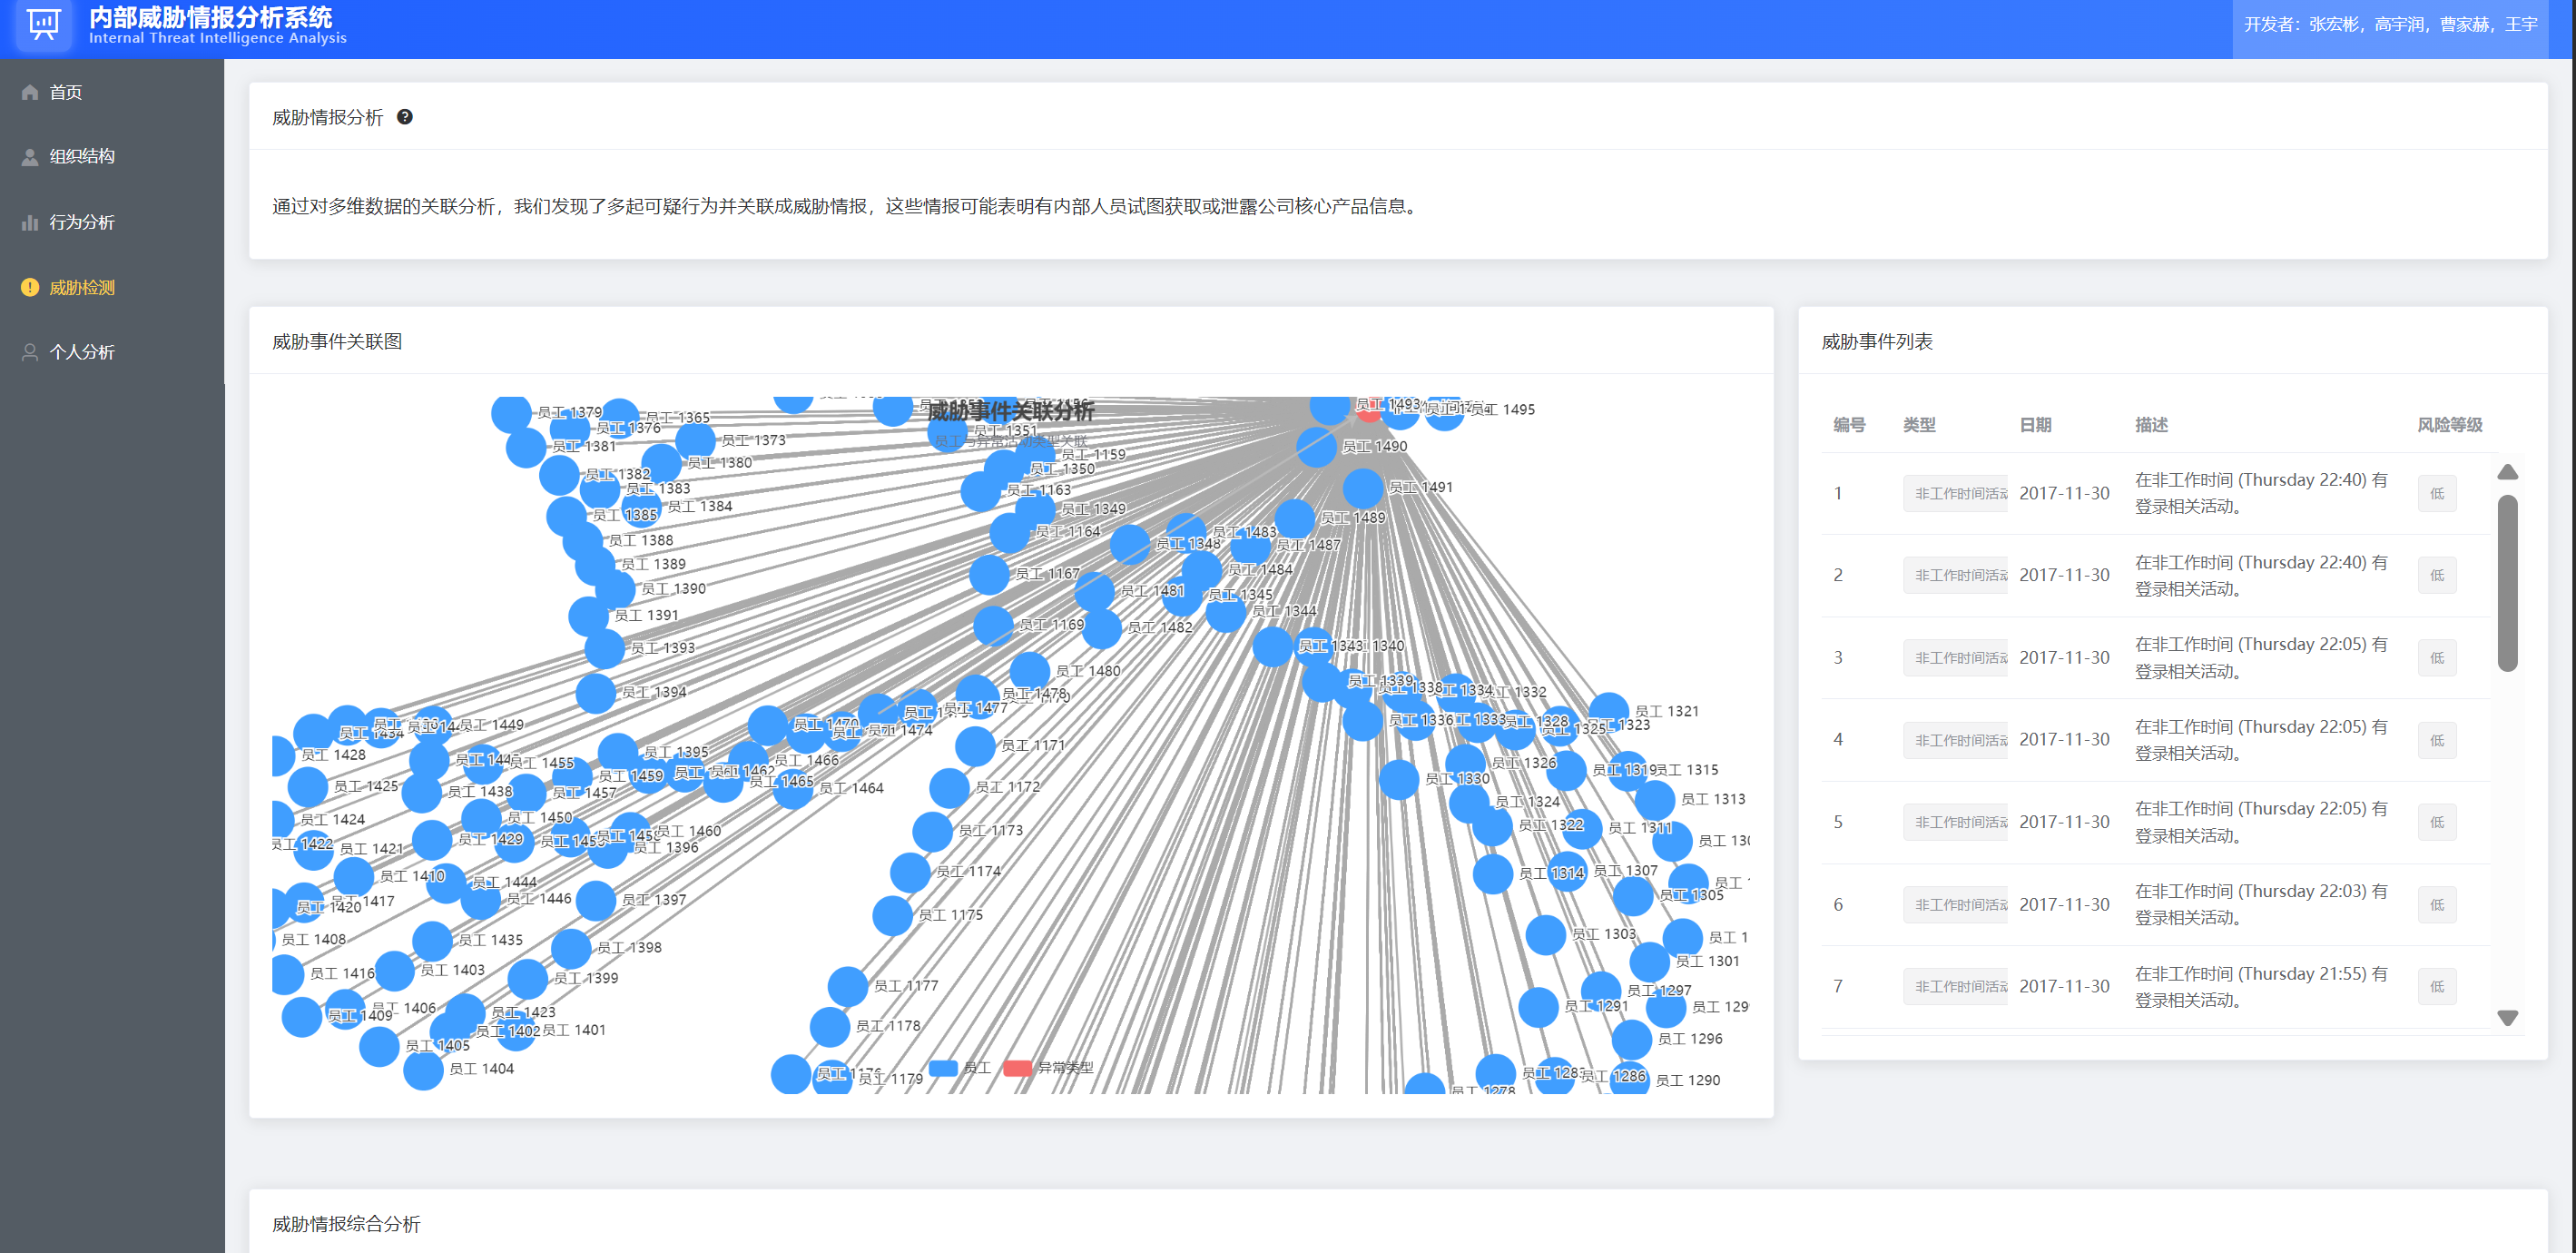 内部威胁情报分析系统
Internal Threat Intelligence Analysis
开发者：张宏彬，高宇润，曹家赫，王宇
首页
组织结构
行为分析
威胁检测
个人分析
威胁情报分析
通过对多维数据的关联分析，我们发现了多起可疑行为并关联成威胁情报，这些情报可能表明有内部人员试图获取或泄露公司核心产品信息。
威胁事件关联图
威胁事件关联分析
员工与异常活动类型关联
员工 1379
员工 1365
员工 1376
员工 1373
员工 1381
员工 1380
员工 1382
员工 1383
员工 1384
员工 1385
员工 1388
员工 1389
员工 1390
员工 1391
员工 1393
员工 1394
员工 1351
员工 1159
员工 1350
员工 1163
员工 1349
员工 1164
员工 1167
员工 1169
员工 1493
员工 1495
员工 1490
员工 1491
员工 1489
员工 1483
员工 1348
员工 1487
员工 1484
员工 1481
员工 1345
员工 1344
员工 1482
员工 1343
1340
员工 1480
员工 1478
员工 1477
员工 1474
员工 1470
员工 1339
1338
1334
员工 1332
员工 1336
1333
1328
员工 1325
员工 1323
员工 1321
员工 1449
员工 1434
员工 1428
员工 1455
员工 1395
员工 1466
员工 1462
员工 1459
员工 1465
员工 1464
员工 1425
员工 1438
员工 1457
员工 1424
员工 1450
员工 1460
员工 1458
员工 1429
员工 1396
员工 1422
员工 1421
员工 1410
员工 1444
员工 1446
员工 1417
员工 1420
员工 1397
员工 1408
员工 1435
员工 1398
员工 1416
员工 1403
员工 1399
员工 1406
员工 1409
员工 1423
员工 1402
员工 1401
员工 1405
员工 1404
员工 1171
员工 1172
员工 1173
员工 1174
员工 1175
员工 1177
员工 1178
员工 1176
员工 1179
员工 1326
员工 1319
员工 1315
员工 1330
员工 1313
员工 1324
员工 1322
员工 1311
员工 1314
员工 1307
员工 1305
员工 1303
员工 1301
员工 1297
员工 1291
员工 1296
员工 1286
员工 1290
员工 1278
员工
异常类型
威胁事件列表
编号 类型 日期 描述 风险等级
1 非工作时间活动 2017-11-30 在非工作时间 (Thursday 22:40) 有登录相关活动。 低
2 非工作时间活动 2017-11-30 在非工作时间 (Thursday 22:40) 有登录相关活动。 低
3 非工作时间活动 2017-11-30 在非工作时间 (Thursday 22:05) 有登录相关活动。 低
4 非工作时间活动 2017-11-30 在非工作时间 (Thursday 22:05) 有登录相关活动。 低
5 非工作时间活动 2017-11-30 在非工作时间 (Thursday 22:05) 有登录相关活动。 低
6 非工作时间活动 2017-11-30 在非工作时间 (Thursday 22:03) 有登录相关活动。 低
7 非工作时间活动 2017-11-30 在非工作时间 (Thursday 21:55) 有登录相关活动。 低
威胁情报综合分析